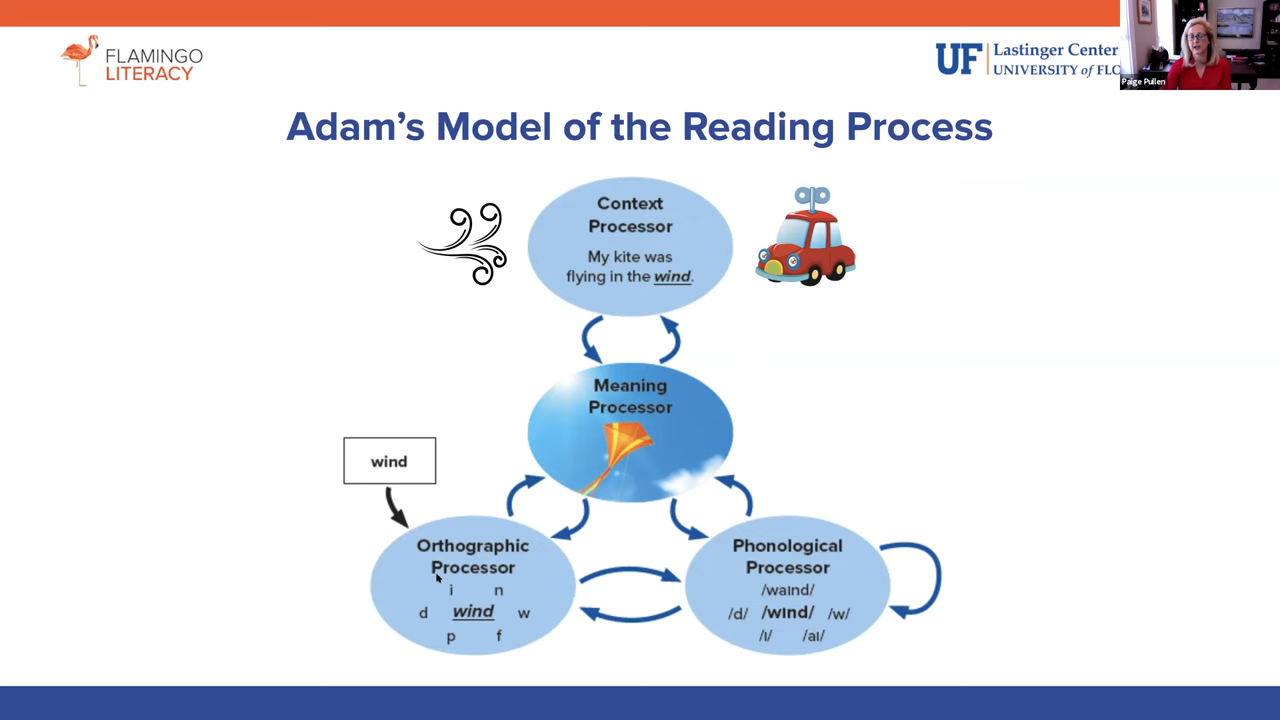 FLAMINGO
LITERACY
UF
Lastinger Center
UNIVERSITY of FLO
Paige Pullen
Adam's Model of the Reading Process
Context
Processor
My kite was
flying in the wind.
Meaning
Processor
wind
Orthographic
Processor
i n
d wind w
p f
Phonological
Processor
/waɪnd/
/d/ /wɪnd/ /w/
/ɪ/ /aɪ/